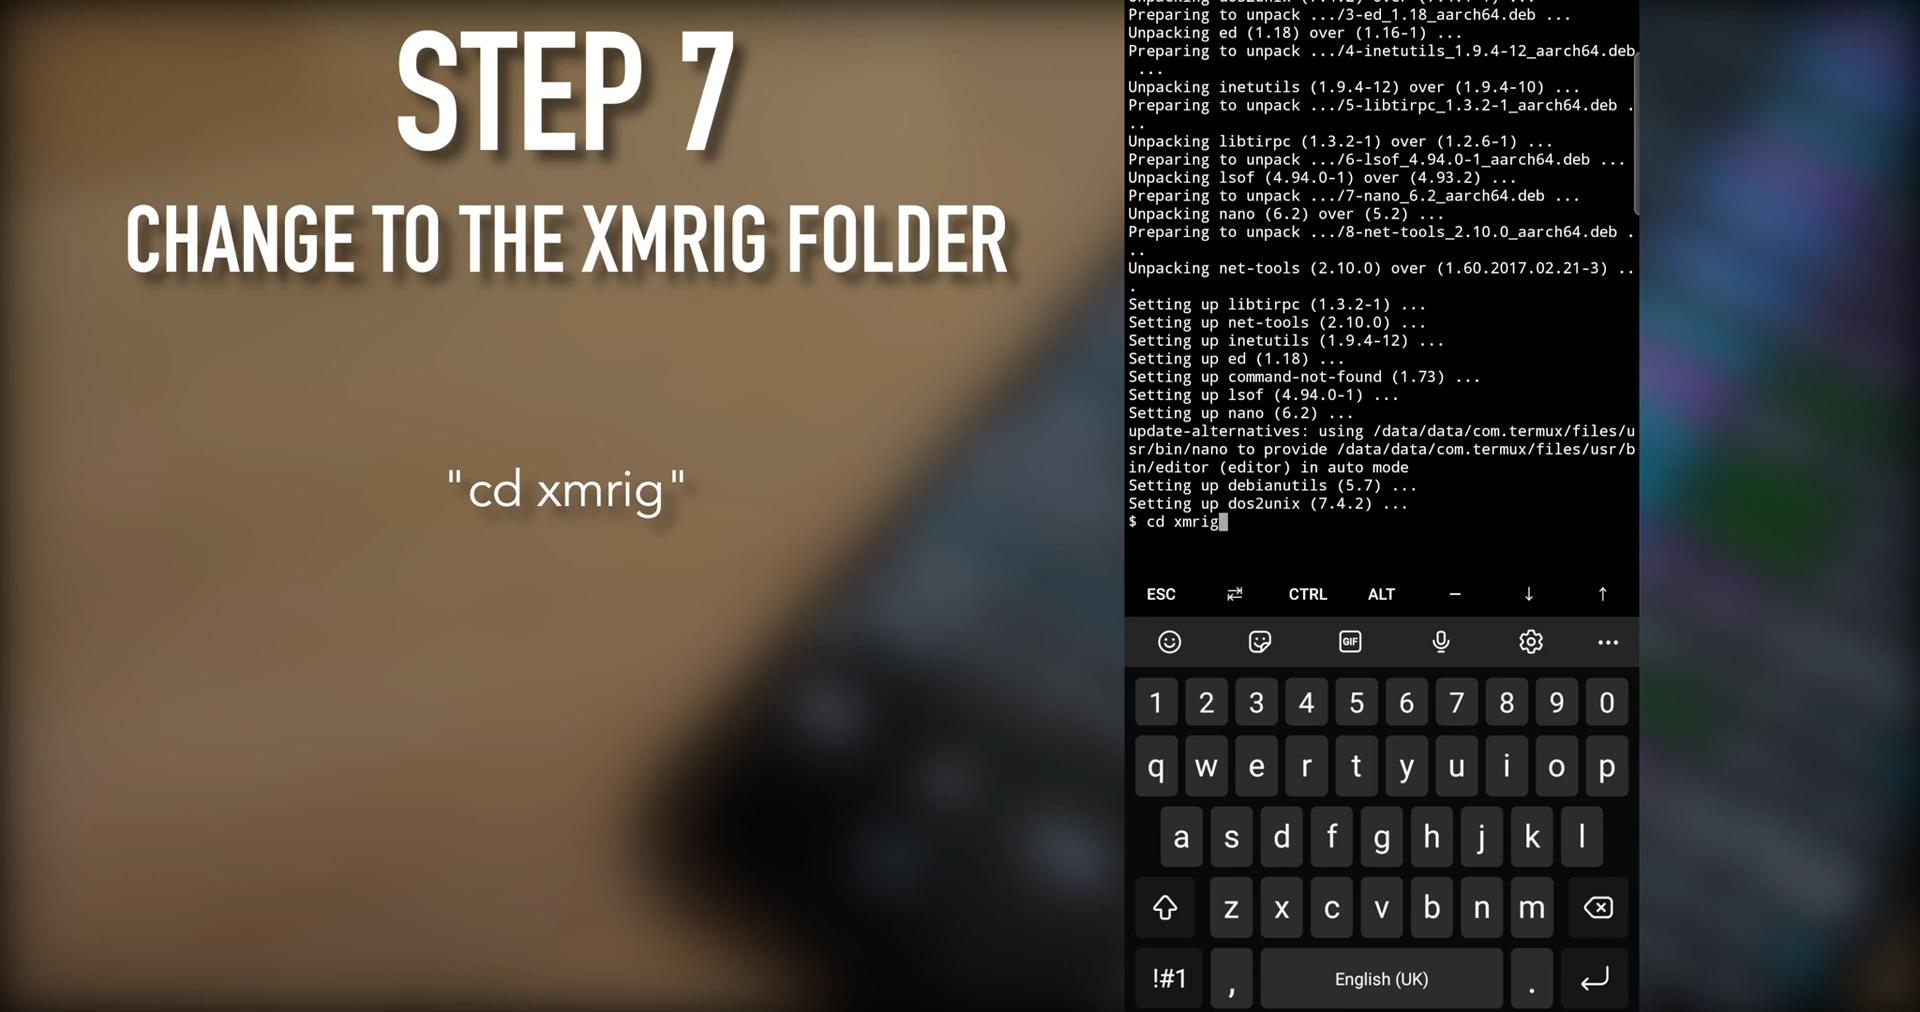 STEP 7
CHANGE TO THE XMRIG FOLDER
"cd xmrig"
Preparing to unpack .../3-ed_1.18_aarch64.deb ...
Unpacking ed (1.18) over (1.16-1) ...
Preparing to unpack .../4-inetutils_1.9.4-12_aarch64.deb
...
Unpacking inetutils (1.9.4-12) over (1.9.4-10) ...
Preparing to unpack .../5-libtirpc_1.3.2-1_aarch64.deb .
..
Unpacking libtirpc (1.3.2-1) over (1.2.6-1) ...
Preparing to unpack .../6-lsof_4.94.0-1_aarch64.deb ...
Unpacking lsof (4.94.0-1) over (4.93.2) ...
Preparing to unpack .../7-nano_6.2_aarch64.deb ...
Unpacking nano (6.2) over (5.2) ...
Preparing to unpack .../8-net-tools_2.10.0_aarch64.deb .
..
Unpacking net-tools (2.10.0) over (1.60.2017.02.21-3) ..
.
Setting up libtirpc (1.3.2-1) ...
Setting up net-tools (2.10.0) ...
Setting up inetutils (1.9.4-12) ...
Setting up ed (1.18) ...
Setting up command-not-found (1.73) ...
Setting up lsof (4.94.0-1) ...
Setting up nano (6.2) ...
update-alternatives: using /data/data/com.termux/files/u
sr/bin/nano to provide /data/data/com.termux/files/usr/b
in/editor (editor) in auto mode
Setting up debianutils (5.7) ...
Setting up dos2unix (7.4.2) ...
$ cd xmrig
ESC ⇄ CTRL ALT — ↓ ↑
GIF
1 2 3 4 5 6 7 8 9 0
q w e r t y u i o p
a s d f g h j k l
z x c v b n m
!#1 , English (UK) .